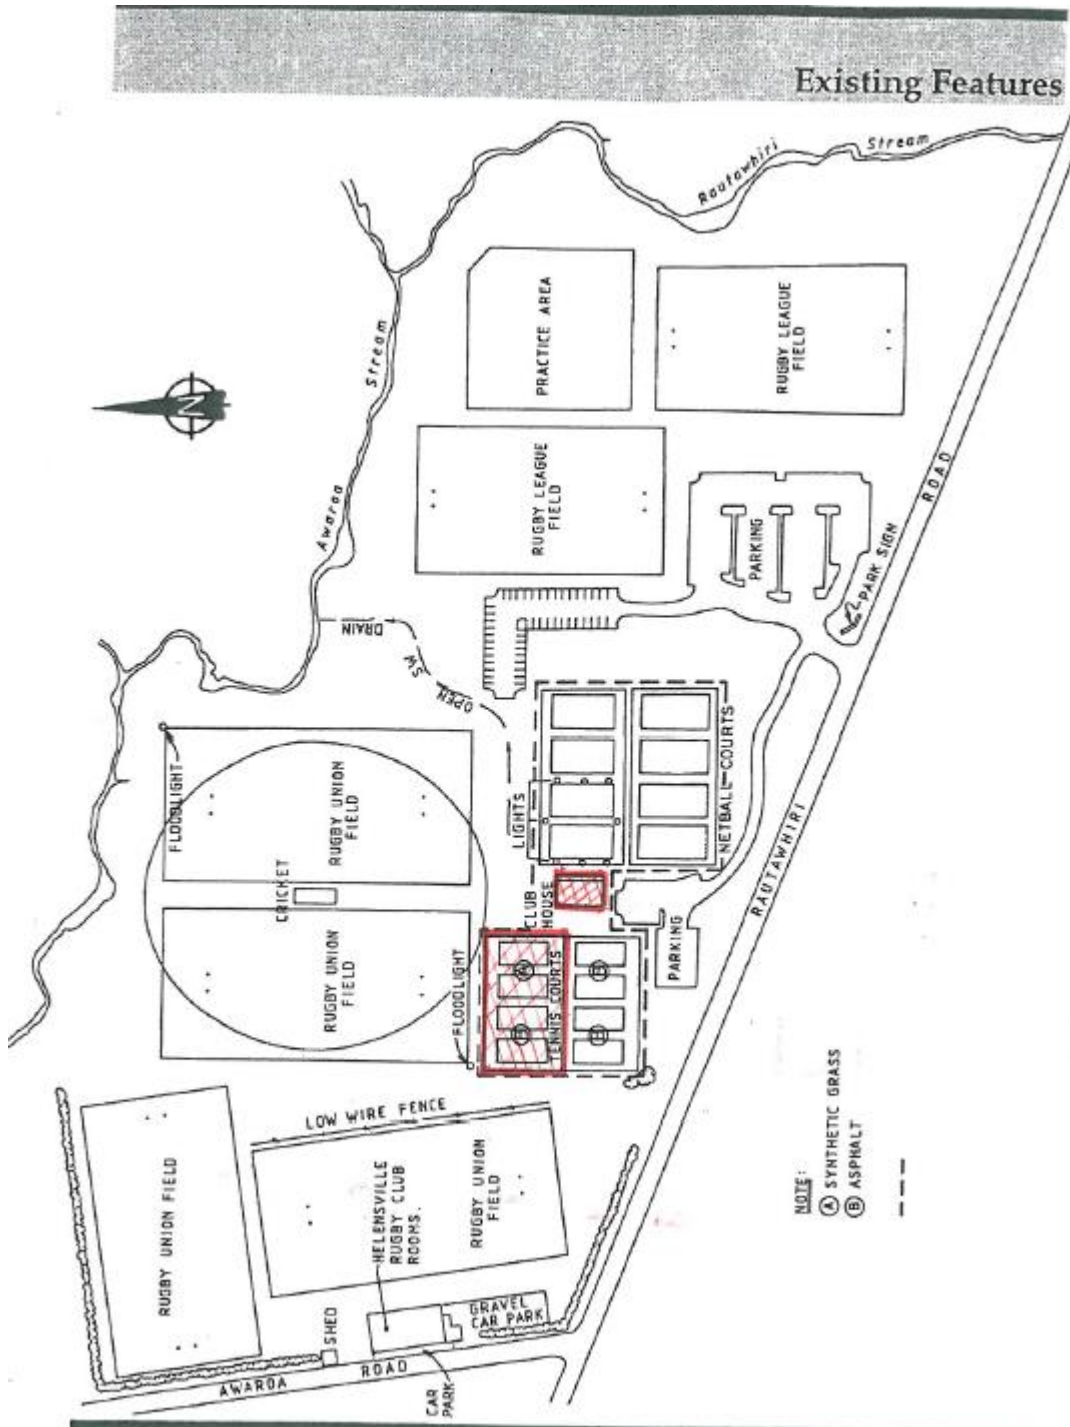 Existing Features
Rautawhiri Stream
Awaroa Stream
N
PRACTICE AREA
RUGBY LEAGUE
FIELD
RUGBY LEAGUE
FIELD
PARKING
PARK SIGN
ROAD
RAUTAWHIRI
DRAIN
SW
OPEN
FLOODLIGHT
RUGBY UNION
FIELD
CRICKET
RUGBY UNION
FIELD
FLOODLIGHT
LIGHTS
NETBALL COURTS
CLUB
HOUSE
TENNIS COURTS
A
B
B
PARKING
LOW WIRE FENCE
RUGBY UNION FIELD
HELENSVILLE
RUGBY CLUB
ROOMS.
RUGBY UNION
FIELD
SHED
GRAVEL
CAR PARK
AWAROA ROAD
CAR
PARK
NOTE:
A SYNTHETIC GRASS
B ASPHALT